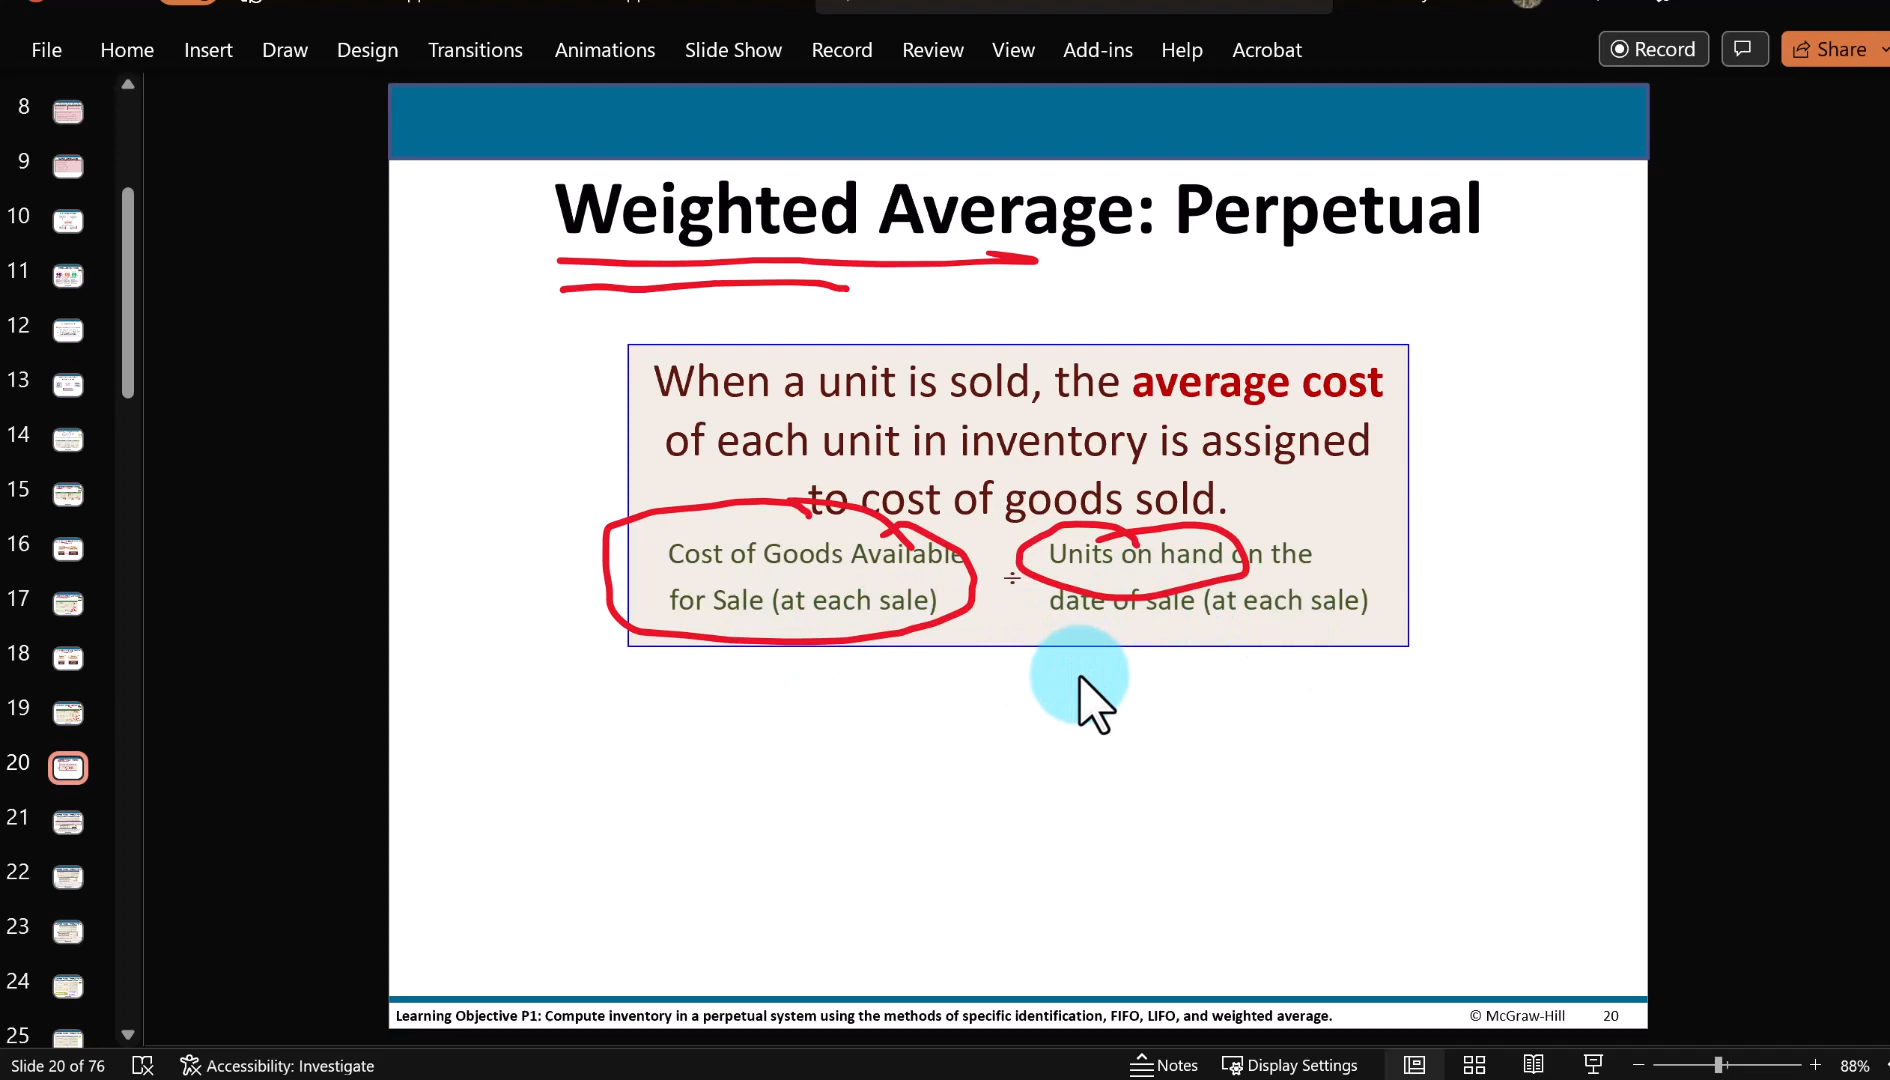 File Home Insert Draw Design Transitions Animations Slide Show Record Review View Add-ins Help Acrobat Record Share
8
9
10
11
12
13
14
15
16
17
18
19
20
21
22
23
24
25
Weighted Average: Perpetual
When a unit is sold, the average cost
of each unit in inventory is assigned
to cost of goods sold.
Cost of Goods Available
for Sale (at each sale)
÷
Units on hand on the
date of sale (at each sale)
Learning Objective P1: Compute inventory in a perpetual system using the methods of specific identification, FIFO, LIFO, and weighted average. © McGraw-Hill 20
Slide 20 of 76 Accessibility: Investigate Notes Display Settings 88%